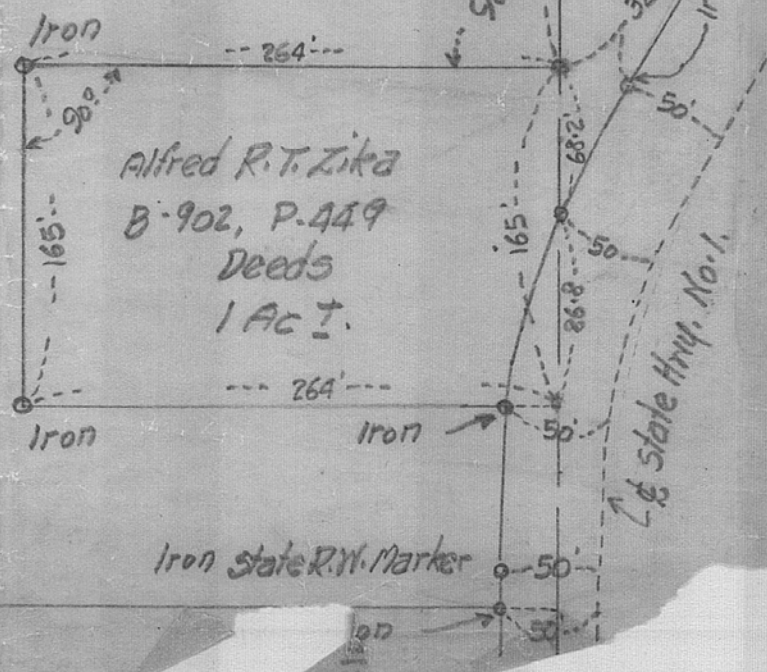 Iron
264'
90°
165'
Alfred R.T. Zika
B-902, P-449
Deeds
1 Ac ±.
68.2'
165'
50'
50
86.8
State Hwy. No. 1.
264'
Iron
Iron
50'
Iron State R.W. Marker
50'
50'